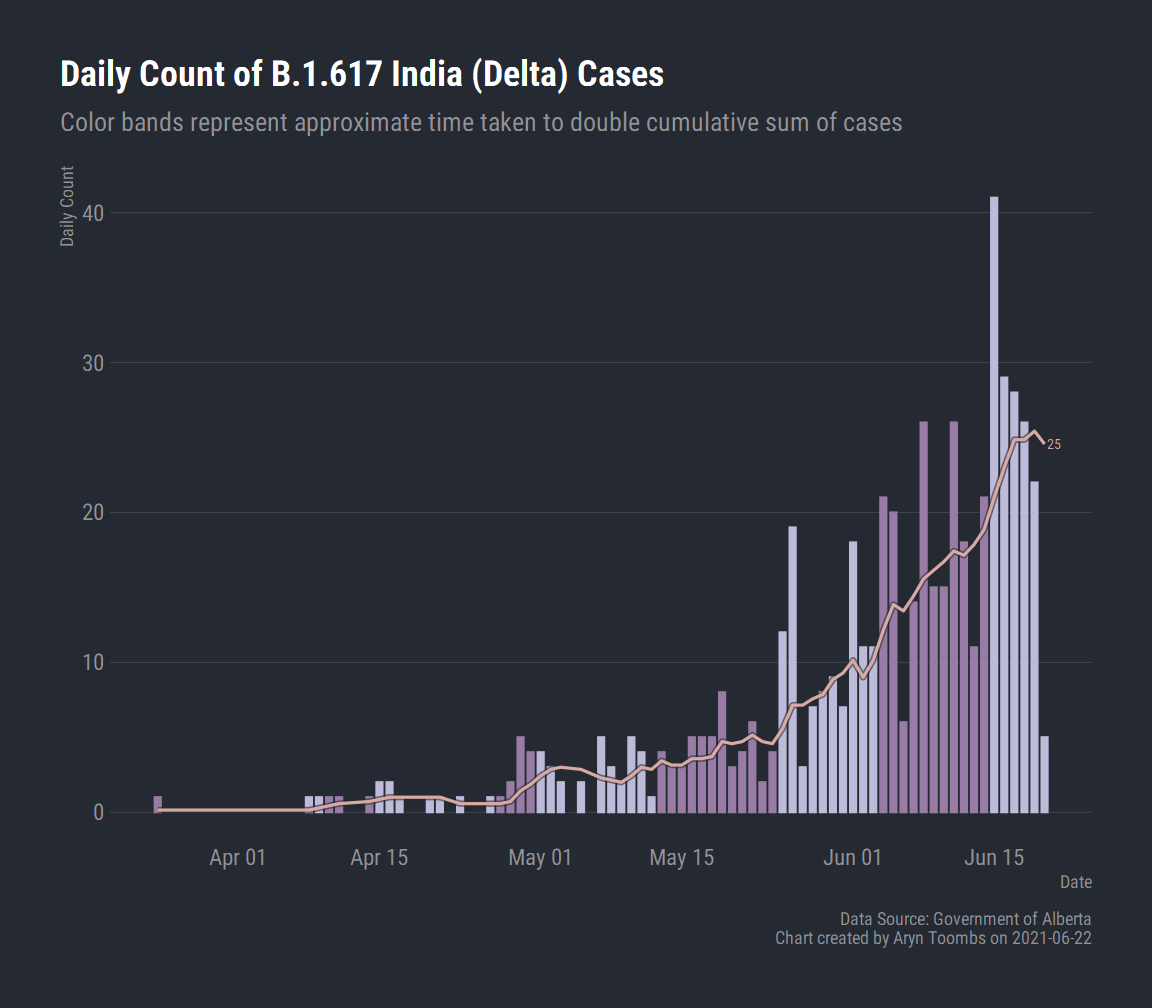 Daily Count of B.1.617 India (Delta) Cases
Color bands represent approximate time taken to double cumulative sum of cases
Daily Count
40
30
20
10
0
25
Apr 01
Apr 15
May 01
May 15
Jun 01
Jun 15
Date
Data Source: Government of Alberta
Chart created by Aryn Toombs on 2021-06-22